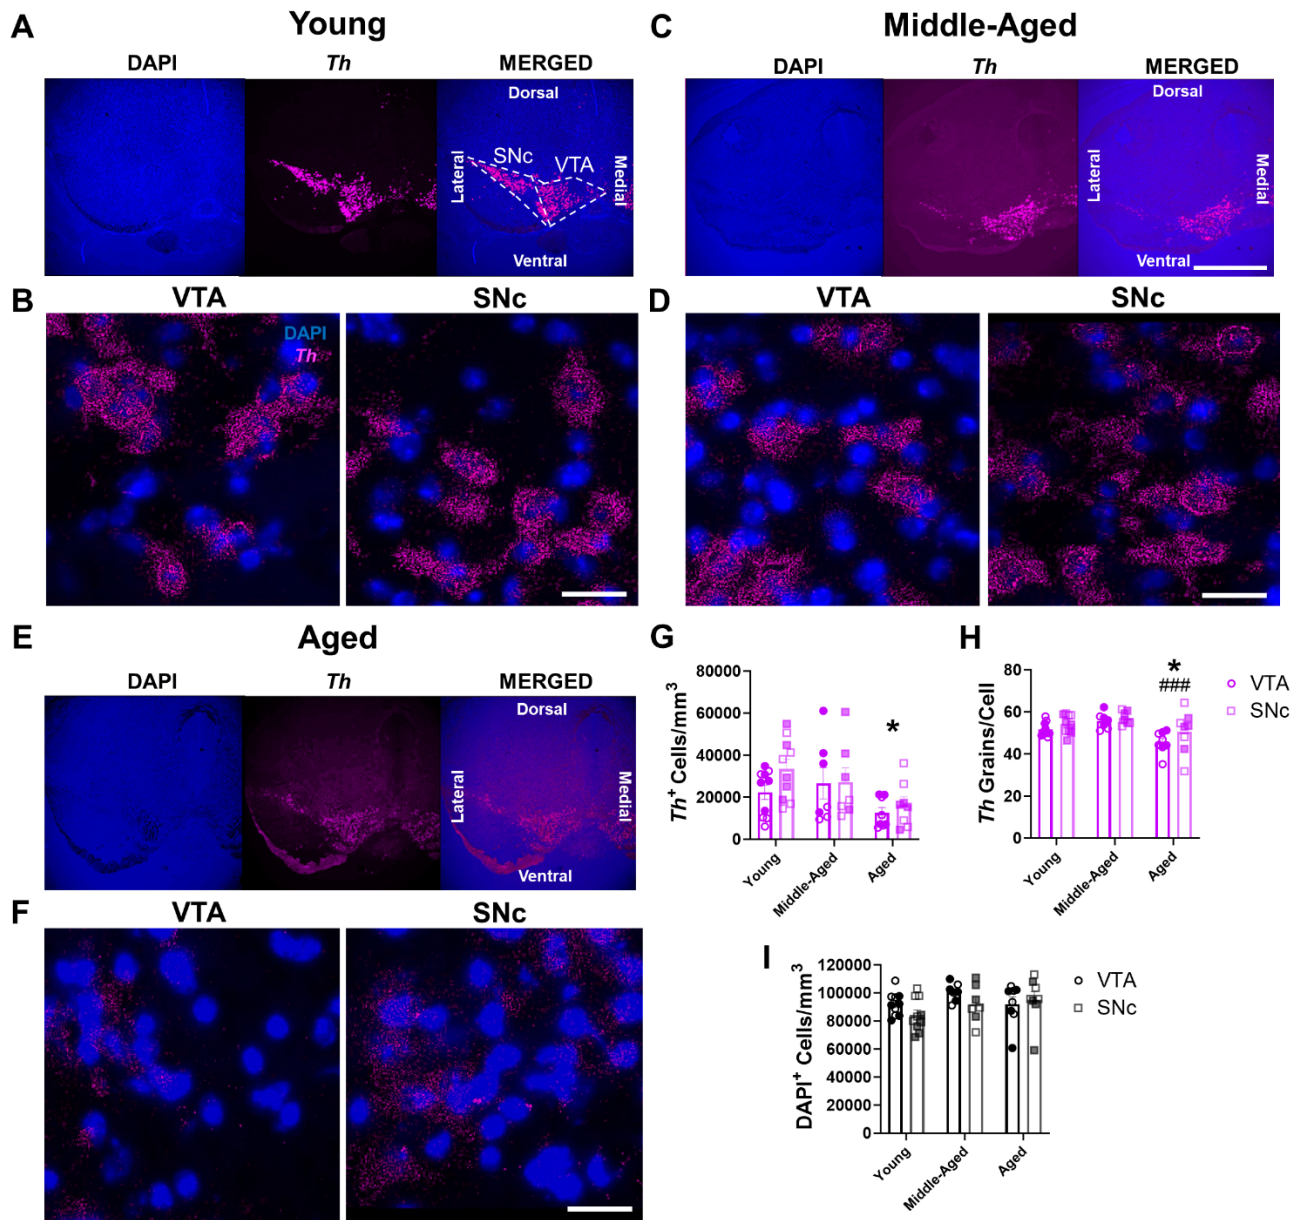 A Young
DAPI Th MERGED
Dorsal
SNc VTA
Lateral
Medial
Ventral
C Middle-Aged
DAPI Th MERGED
Dorsal
Lateral
Medial
Ventral
B VTA SNc
DAPI
Th
D VTA SNc
E Aged
DAPI Th MERGED
Dorsal
Lateral
Medial
Ventral
F VTA SNc
G
Th+ Cells/mm3
80000
60000
40000
20000
0
*
Young
Middle-Aged
Aged
H
Th Grains/Cell
60
40
20
0
*
###
VTA
SNc
Young
Middle-Aged
Aged
I
DAPI+ Cells/mm3
120000
100000
80000
60000
40000
20000
0
VTA
SNc
Young
Middle-Aged
Aged